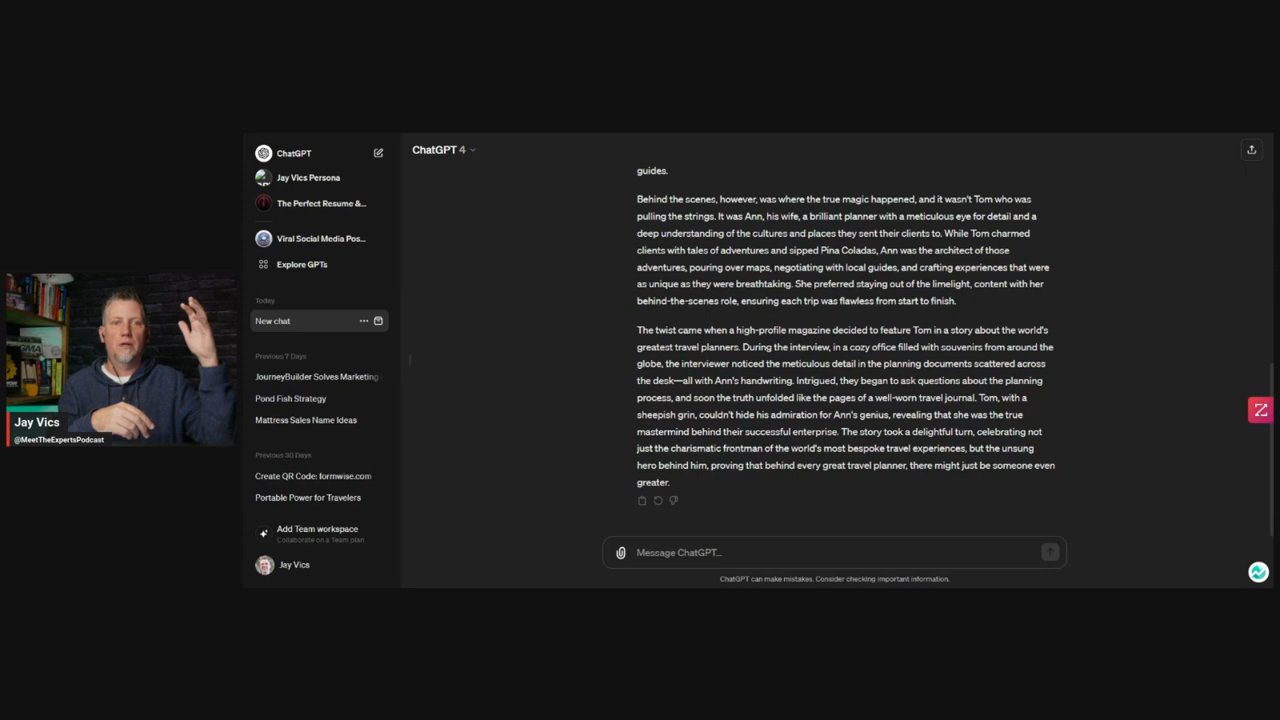 ChatGPT
Jay Vics Persona
The Perfect Resume &...
Viral Social Media Pos...
Explore GPTs
Today
New chat
Previous 7 Days
JourneyBuilder Solves Marketing
Pond Fish Strategy
Mattress Sales Name Ideas
Previous 30 Days
Create QR Code: formwise.com
Portable Power for Travelers
Add Team workspace
Collaborate on a Team plan
Jay Vics
ChatGPT 4
guides.
Behind the scenes, however, was where the true magic happened, and it wasn't Tom who was
pulling the strings. It was Ann, his wife, a brilliant planner with a meticulous eye for detail and a
deep understanding of the cultures and places they sent their clients to. While Tom charmed
clients with tales of adventures and sipped Pina Coladas, Ann was the architect of those
adventures, pouring over maps, negotiating with local guides, and crafting experiences that were
as unique as they were breathtaking. She preferred staying out of the limelight, content with her
behind-the-scenes role, ensuring each trip was flawless from start to finish.
The twist came when a high-profile magazine decided to feature Tom in a story about the world's
greatest travel planners. During the interview, in a cozy office filled with souvenirs from around the
globe, the interviewer noticed the meticulous detail in the planning documents scattered across
the desk—all with Ann's handwriting. Intrigued, they began to ask questions about the planning
process, and soon the truth unfolded like the pages of a well-worn travel journal. Tom, with a
sheepish grin, couldn't hide his admiration for Ann's genius, revealing that she was the true
mastermind behind their successful enterprise. The story took a delightful turn, celebrating not
just the charismatic frontman of the world's most bespoke travel experiences, but the unsung
hero behind him, proving that behind every great travel planner, there might just be someone even
greater.
Message ChatGPT...
ChatGPT can make mistakes. Consider checking important information.
Jay Vics
@MeetTheExpertsPodcast